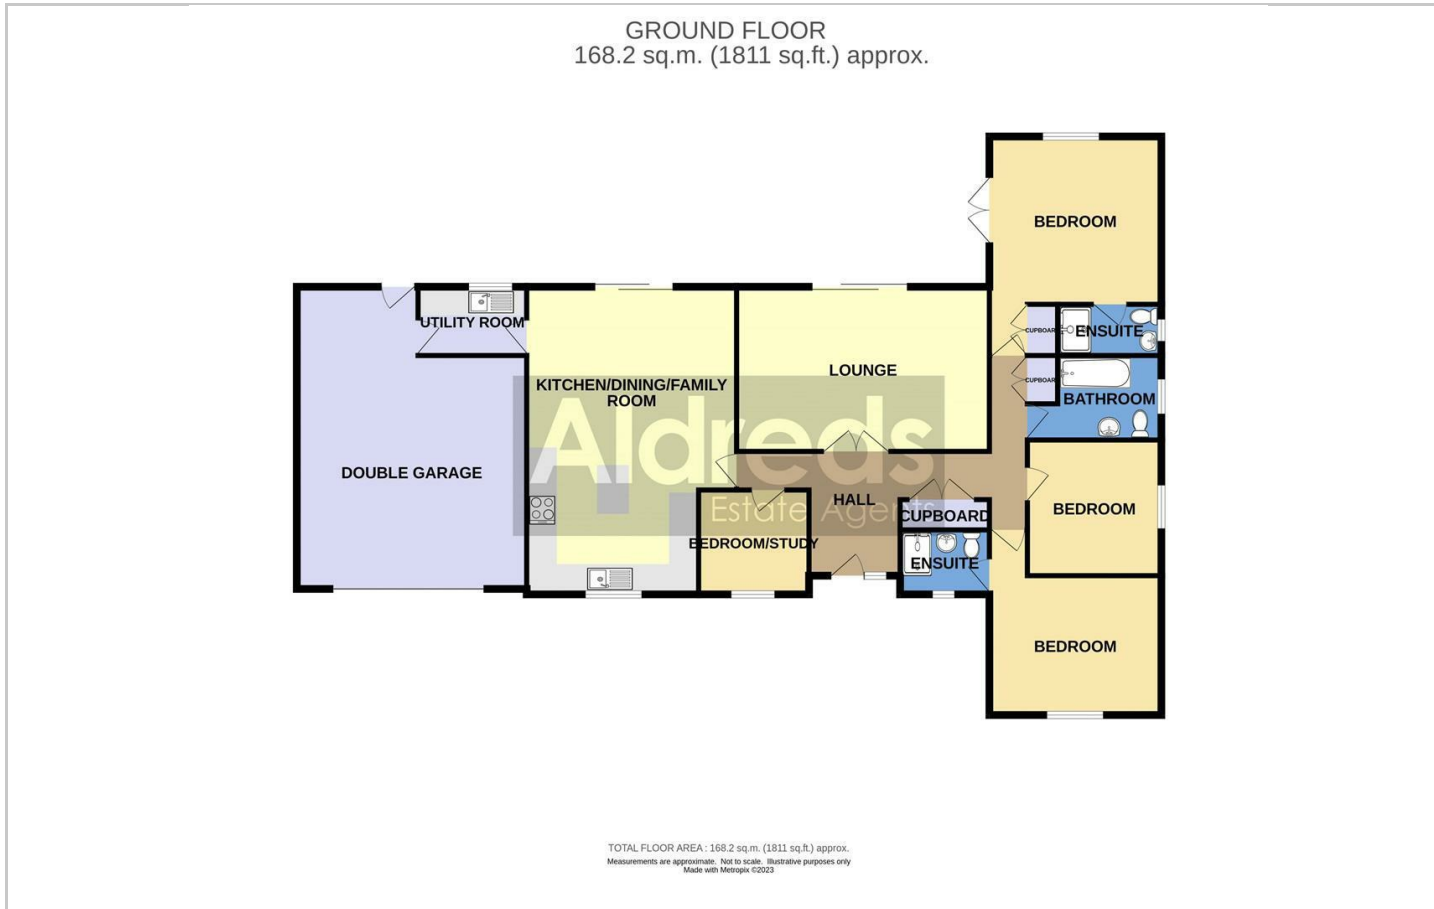 GROUND FLOOR
168.2 sq.m. (1811 sq.ft.) approx.
BEDROOM
UTILITY ROOM
CUPBOAR
ENSUITE
LOUNGE
KITCHEN/DINING/FAMILY
ROOM
CUPBOAR
BATHROOM
Aldreds
Estate Agents
DOUBLE GARAGE
HALL
CUPBOARD
BEDROOM
BEDROOM/STUDY
ENSUITE
BEDROOM
TOTAL FLOOR AREA : 168.2 sq.m. (1811 sq.ft.) approx.
Measurements are approximate. Not to scale. Illustrative purposes only
Made with Metropix ©2023